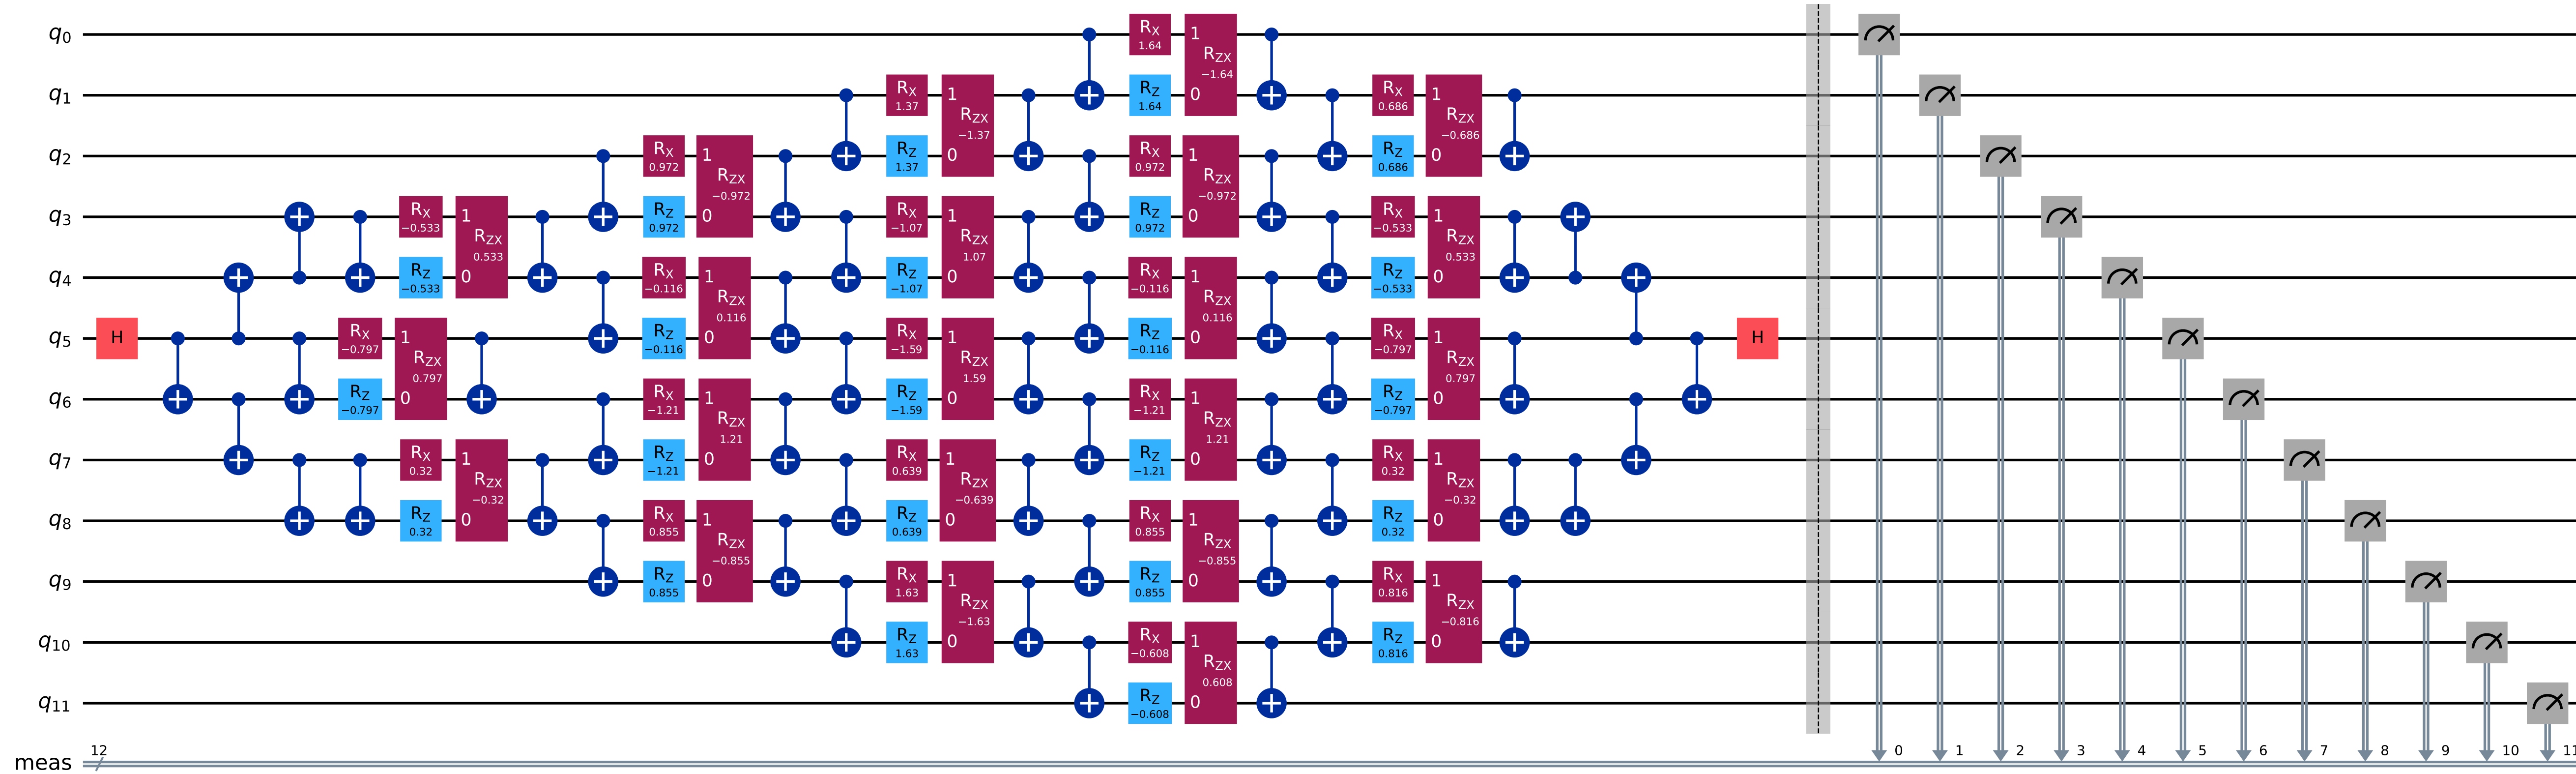 q0
RX
1.64
1
RZX
−1.64
q1
RX
1.37
1
RZX
−1.37
RZ
1.64
0
RX
0.686
1
RZX
−0.686
q2
RX
0.972
1
RZX
−0.972
RZ
1.37
0
RX
0.972
1
RZX
−0.972
RZ
0.686
0
q3
RX
−0.533
1
RZX
0.533
RZ
0.972
0
RX
−1.07
1
RZX
1.07
RZ
0.972
0
RX
−0.533
1
RZX
0.533
q4
RZ
−0.533
0
RX
−0.116
1
RZX
0.116
RZ
−1.07
0
RX
−0.116
1
RZX
0.116
RZ
−0.533
0
q5
H
RX
−0.797
1
RZX
0.797
RZ
−0.116
0
RX
−1.59
1
RZX
1.59
RZ
−0.116
0
RX
−0.797
1
RZX
0.797
H
q6
RZ
−0.797
0
RX
−1.21
1
RZX
1.21
RZ
−1.59
0
RX
−1.21
1
RZX
1.21
RZ
−0.797
0
q7
RX
0.32
1
RZX
−0.32
RZ
−1.21
0
RX
0.639
1
RZX
−0.639
RZ
−1.21
0
RX
0.32
1
RZX
−0.32
q8
RZ
0.32
0
RX
0.855
1
RZX
−0.855
RZ
0.639
0
RX
0.855
1
RZX
−0.855
RZ
0.32
0
q9
RZ
0.855
0
RX
1.63
1
RZX
−1.63
RZ
0.855
0
RX
0.816
1
RZX
−0.816
q10
RZ
1.63
0
RX
−0.608
1
RZX
0.608
RZ
0.816
0
q11
RZ
−0.608
0
meas
12
0 1 2 3 4 5 6 7 8 9 10 11